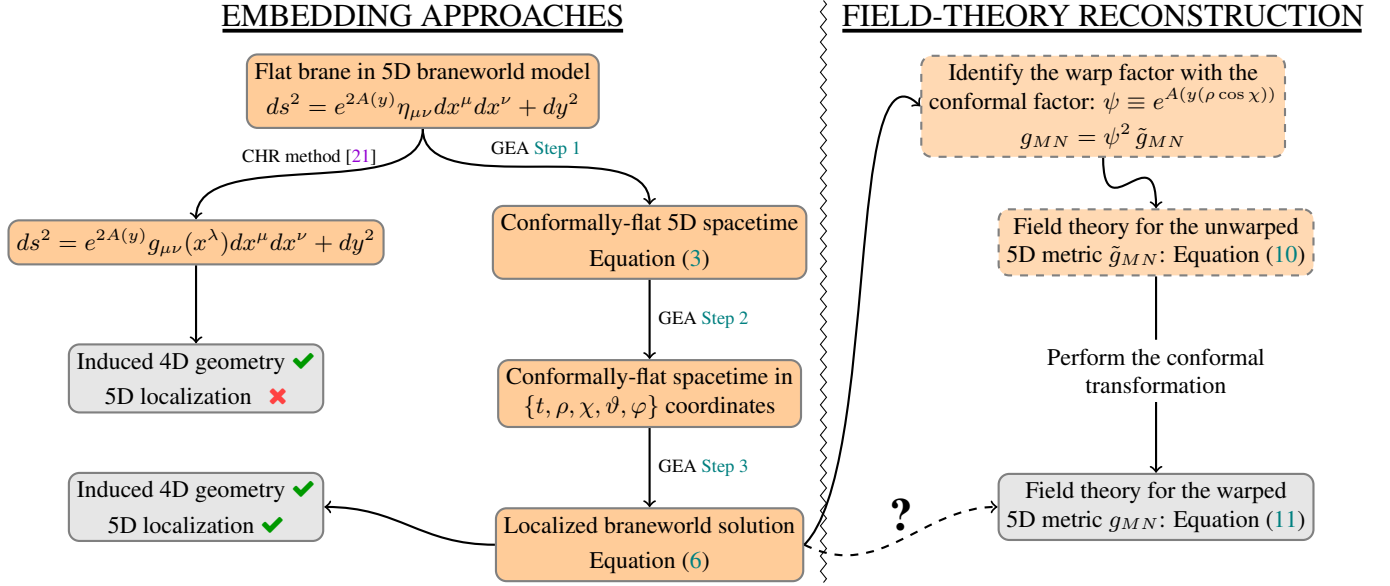 EMBEDDING APPROACHES
Flat brane in 5D braneworld model
ds² = e^{2A(y)}η_{μν}dx^μdx^ν + dy²
CHR method [21]
GEA Step 1
ds² = e^{2A(y)}g_{μν}(x^λ)dx^μdx^ν + dy²
Conformally-flat 5D spacetime
Equation (3)
Induced 4D geometry ✔
5D localization ✖
GEA Step 2
Conformally-flat spacetime in
{t, ρ, χ, ϑ, φ} coordinates
GEA Step 3
Induced 4D geometry ✔
5D localization ✔
Localized braneworld solution
Equation (6)
FIELD-THEORY RECONSTRUCTION
Identify the warp factor with the
conformal factor: ψ ≡ e^{A(y(ρ cos χ))}
g_{MN} = ψ² g̃_{MN}
Field theory for the unwarped
5D metric g̃_{MN}: Equation (10)
Perform the conformal
transformation
?
Field theory for the warped
5D metric g_{MN}: Equation (11)